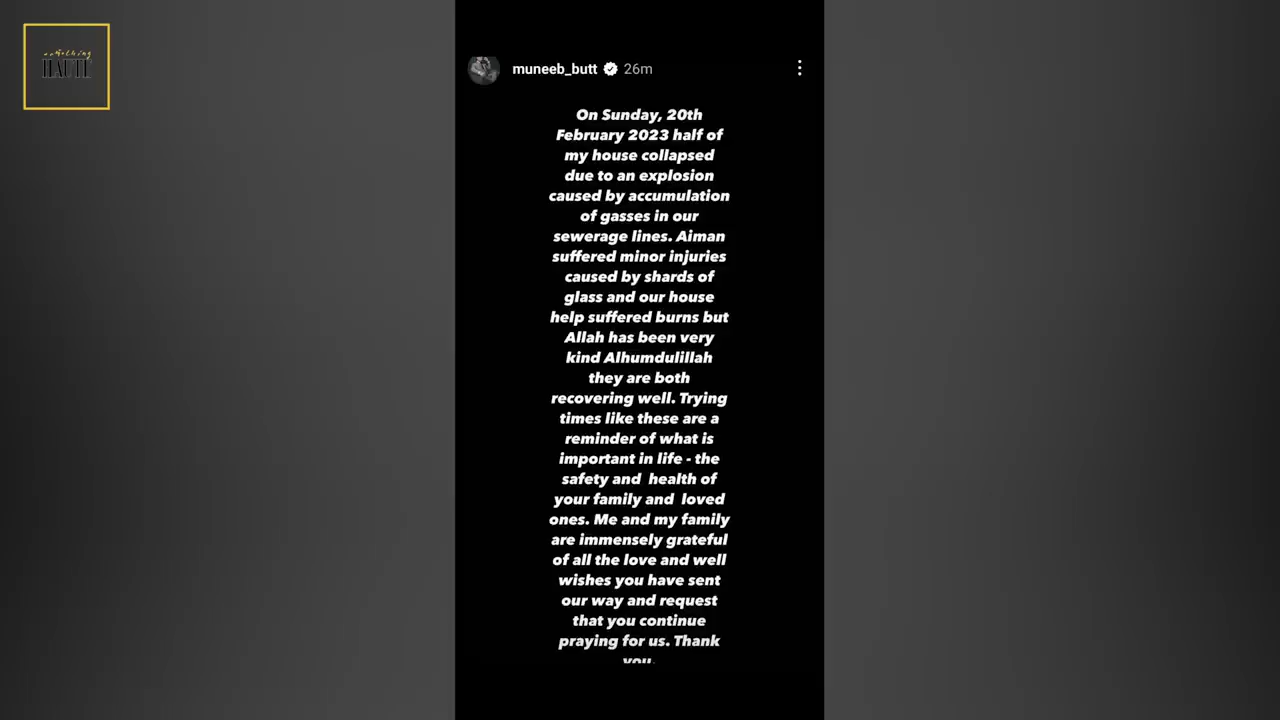 something
HAUTE
muneeb_butt 26m
On Sunday, 20th
February 2023 half of
my house collapsed
due to an explosion
caused by accumulation
of gasses in our
sewerage lines. Aiman
suffered minor injuries
caused by shards of
glass and our house
help suffered burns but
Allah has been very
kind Alhumdulillah
they are both
recovering well. Trying
times like these are a
reminder of what is
important in life - the
safety and health of
your family and loved
ones. Me and my family
are immensely grateful
of all the love and well
wishes you have sent
our way and request
that you continue
praying for us. Thank
you.